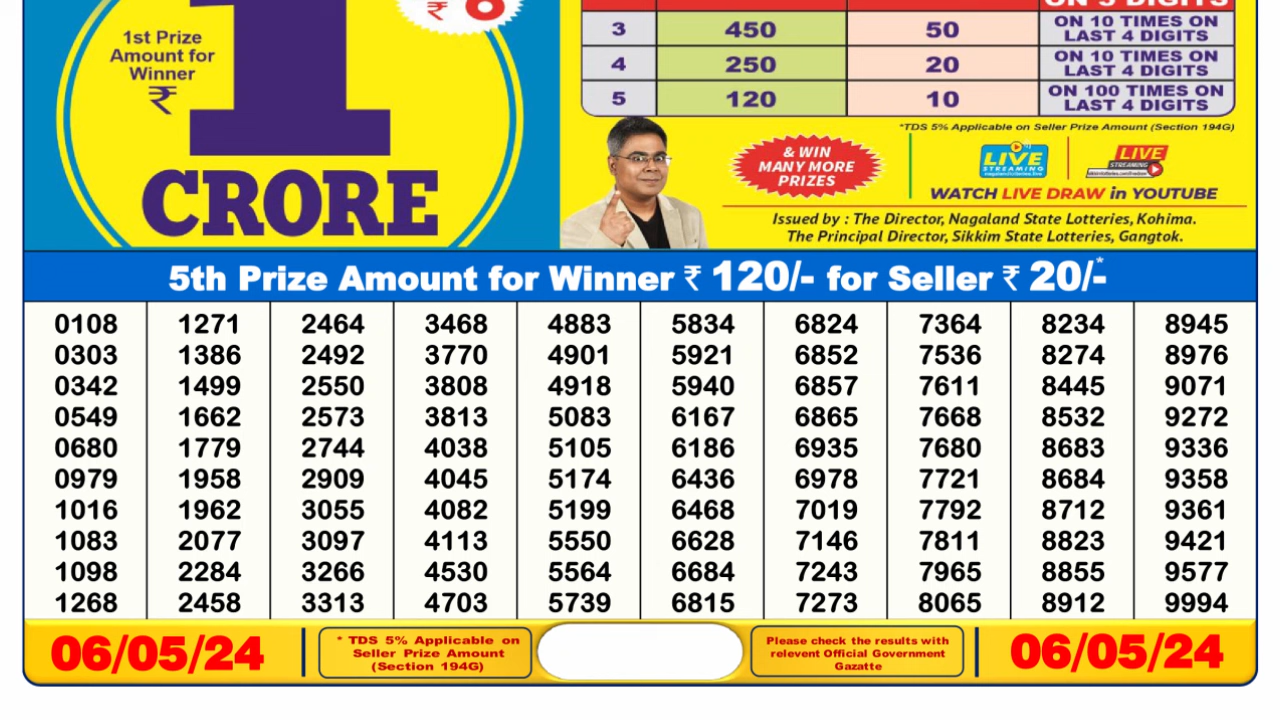 ₹ 6
1
1st Prize
Amount for
Winner
₹
CRORE
ON 5 DIGITS
3 450 50 ON 10 TIMES ON LAST 4 DIGITS
4 250 20 ON 10 TIMES ON LAST 4 DIGITS
5 120 10 ON 100 TIMES ON LAST 4 DIGITS
*TDS 5% Applicable on Seller Prize Amount (Section 194G)
& WIN
MANY MORE
PRIZES
LIVE
STREAMING
LIVE
STREAMING
WATCH LIVE DRAW in YOUTUBE
Issued by : The Director, Nagaland State Lotteries, Kohima.
The Principal Director, Sikkim State Lotteries, Gangtok.
5th Prize Amount for Winner ₹ 120/- for Seller ₹ 20/-*
0108 1271 2464 3468 4883 5834 6824 7364 8234 8945
0303 1386 2492 3770 4901 5921 6852 7536 8274 8976
0342 1499 2550 3808 4918 5940 6857 7611 8445 9071
0549 1662 2573 3813 5083 6167 6865 7668 8532 9272
0680 1779 2744 4038 5105 6186 6935 7680 8683 9336
0979 1958 2909 4045 5174 6436 6978 7721 8684 9358
1016 1962 3055 4082 5199 6468 7019 7792 8712 9361
1083 2077 3097 4113 5550 6628 7146 7811 8823 9421
1098 2284 3266 4530 5564 6684 7243 7965 8855 9577
1268 2458 3313 4703 5739 6815 7273 8065 8912 9994
06/05/24
* TDS 5% Applicable on
Seller Prize Amount
(Section 194G)
Please check the results with
relevent Official Government
Gazatte
06/05/24